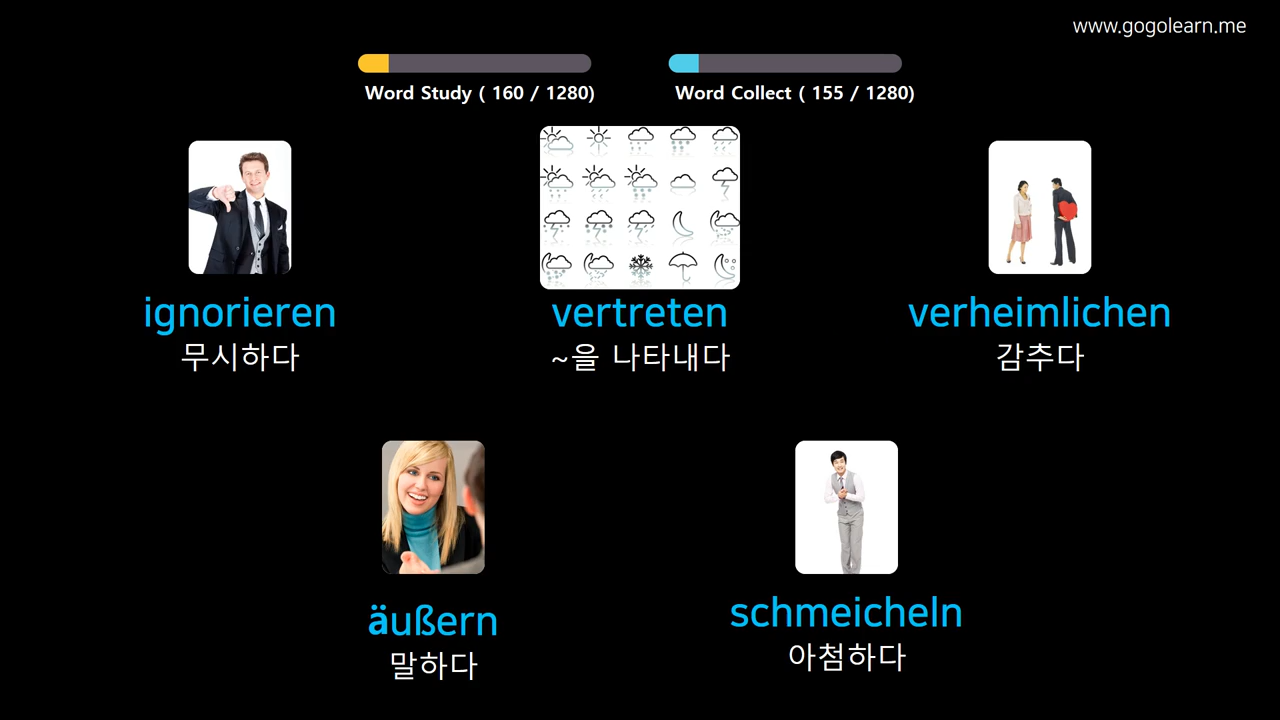 www.gogolearn.me
Word Study ( 160 / 1280)
Word Collect ( 155 / 1280)
ignorieren
무시하다
vertreten
~을 나타내다
verheimlichen
감추다
äußern
말하다
schmeicheln
아첨하다